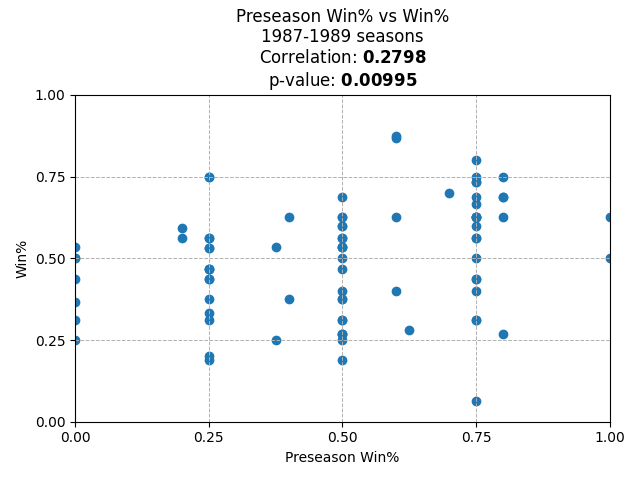 Preseason Win% vs Win%
1987-1989 seasons
Correlation: 0.2798
p-value: 0.00995
1.00
0.75
0.50
0.25
0.00
Win%
0.00 0.25 0.50 0.75 1.00
Preseason Win%